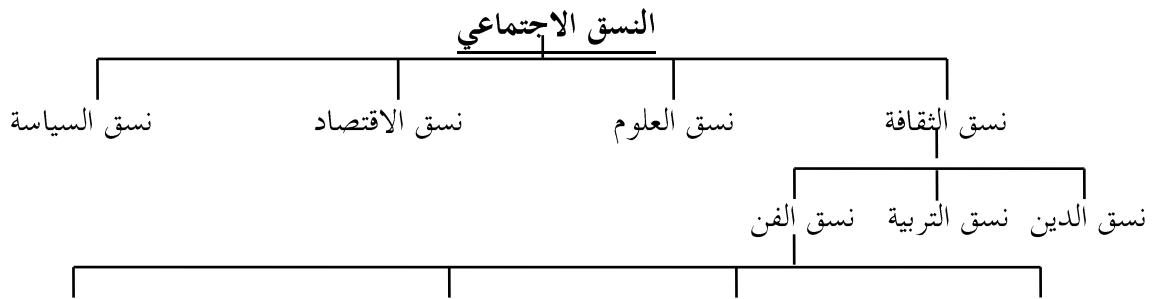 النسق الاجتماعي
نسق الثقافة نسق العلوم نسق الاقتصاد نسق السياسة
نسق الدين نسق التربية نسق الفن